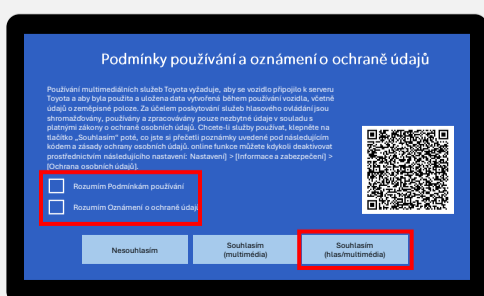 Podmínky používání a oznámení o ochraně údajů
Používání multimediálních služeb Toyota vyžaduje, aby se vozidlo připojilo k serveru
Toyota a aby byla použita a uložena data vytvořená během používání vozidla, včetně
údajů o zeměpisné poloze. Za účelem poskytování služeb hlasového ovládání jsou
shromažďovány, používány a zpracovávány pouze nezbytné údaje v souladu s
platnými zákony o ochraně osobních údajů. Chcete-li služby používat, klepněte na
tlačítko „Souhlasím" poté, co jste si přečetli poznámky uvedené pod následujícím
kódem a zásady ochrany osobních údajů. online funkce můžete kdykoli deaktivovat
prostřednictvím následujícího nastavení: Nastavení] > [Informace a zabezpečení] >
[Ochrana osobních údajů].
Rozumím Podmínkám používání
Rozumím Oznámení o ochraně údajů
Nesouhlasím
Souhlasím
(multimédia)
Souhlasím
(hlas/multimédia)